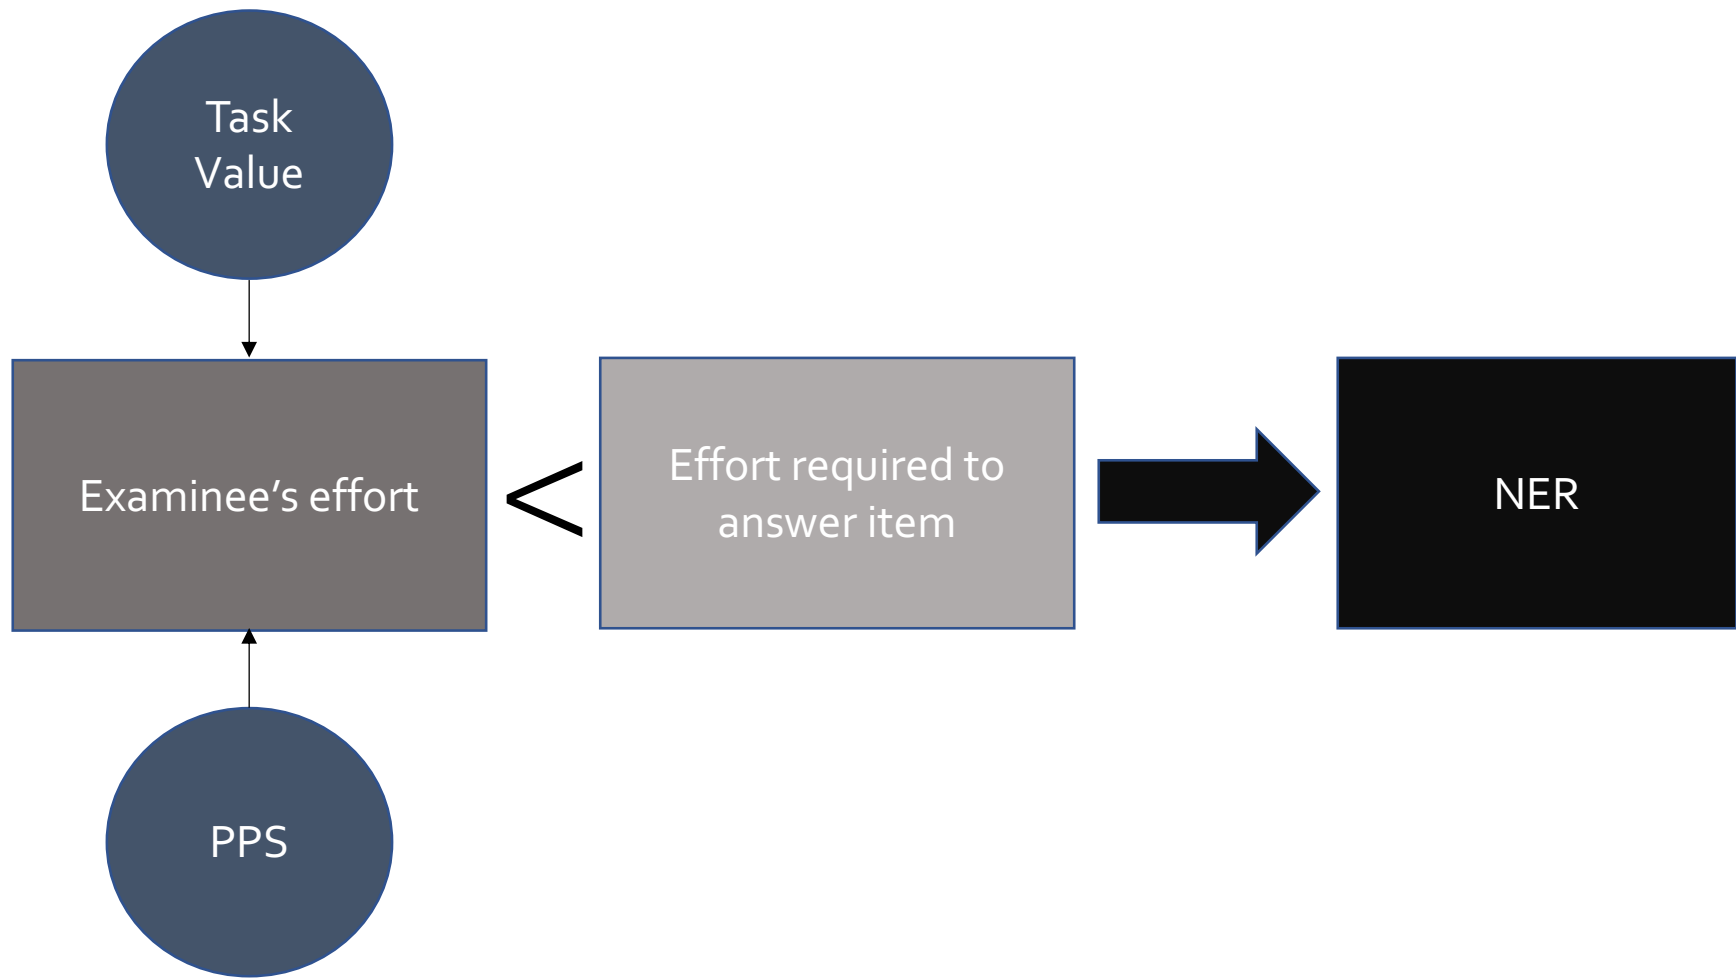 Task
Value
Examinee’s effort
<
Effort required to
answer item
NER
PPS